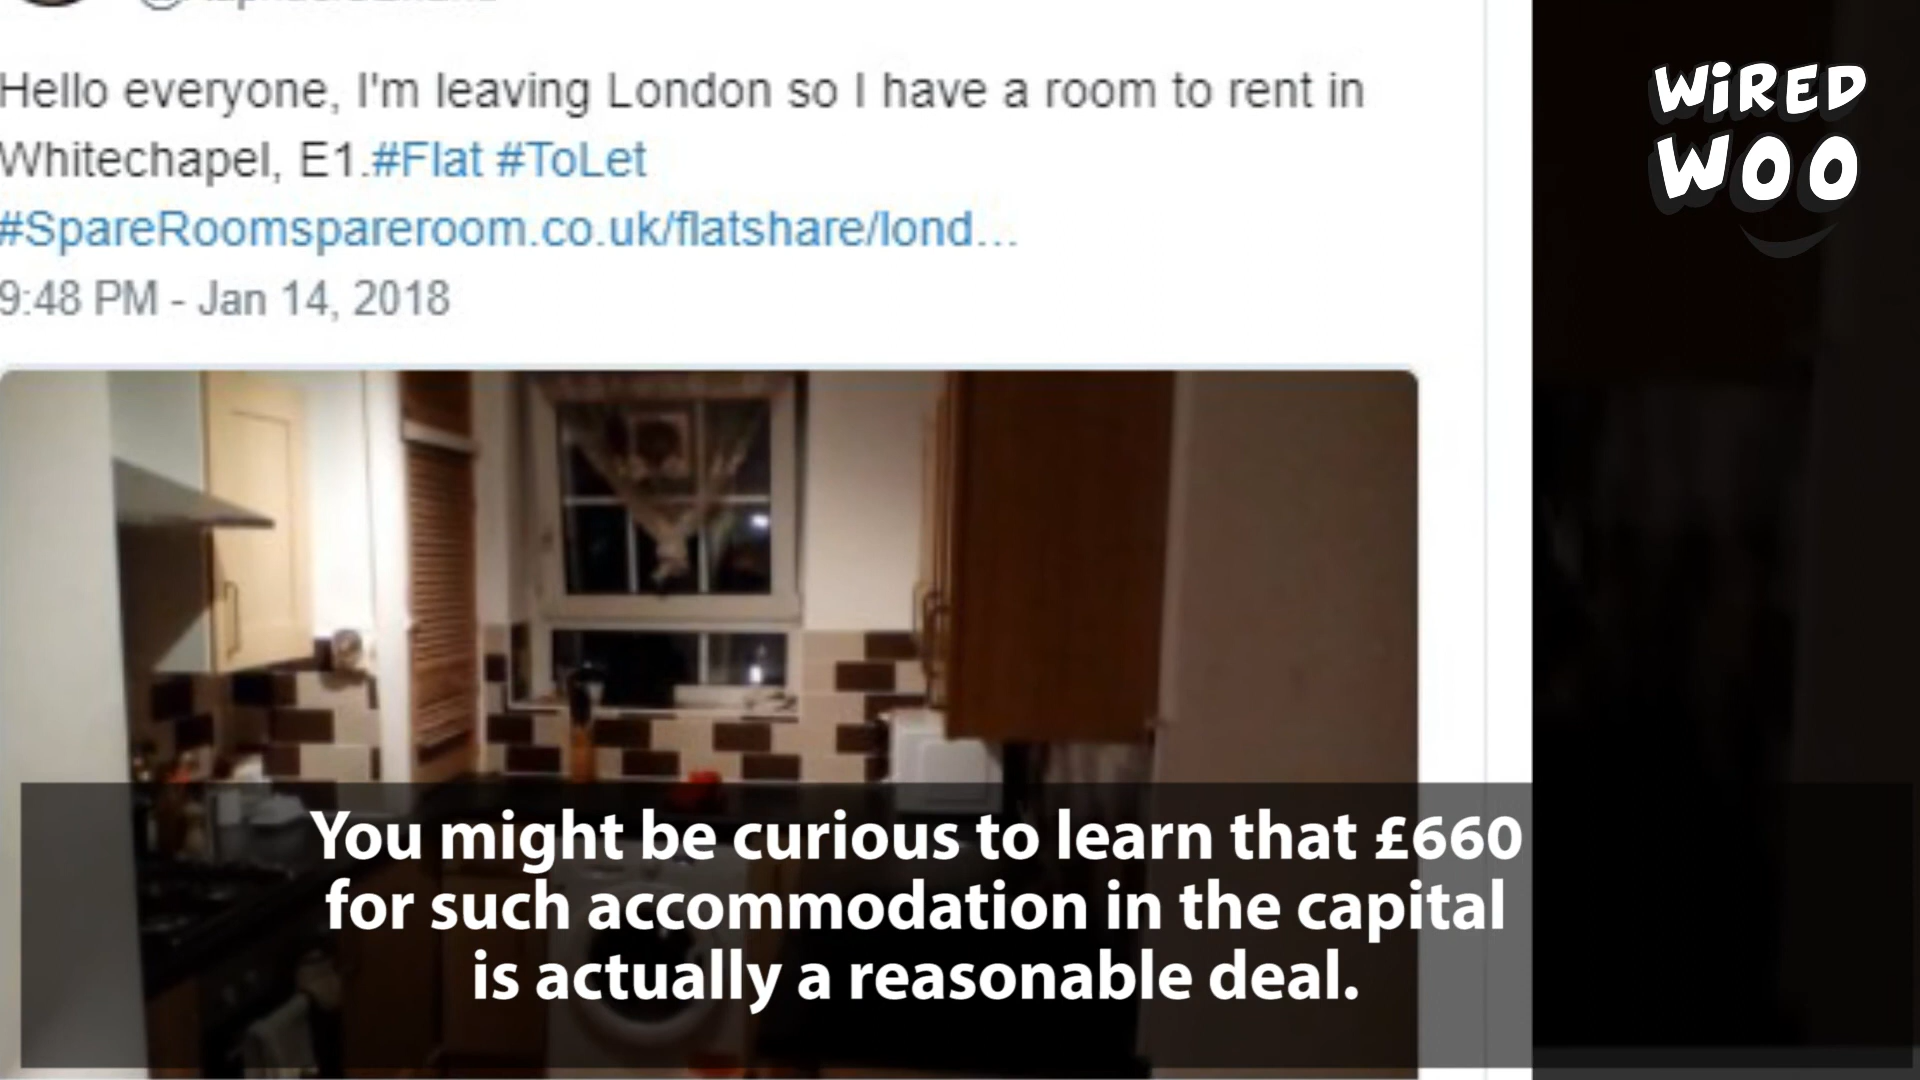 Hello everyone, I'm leaving London so I have a room to rent in
Whitechapel, E1.#Flat #ToLet
#SpareRoomspareroom.co.uk/flatshare/lond…
9:48 PM - Jan 14, 2018
WiRED
WOO
You might be curious to learn that £660
for such accommodation in the capital
is actually a reasonable deal.